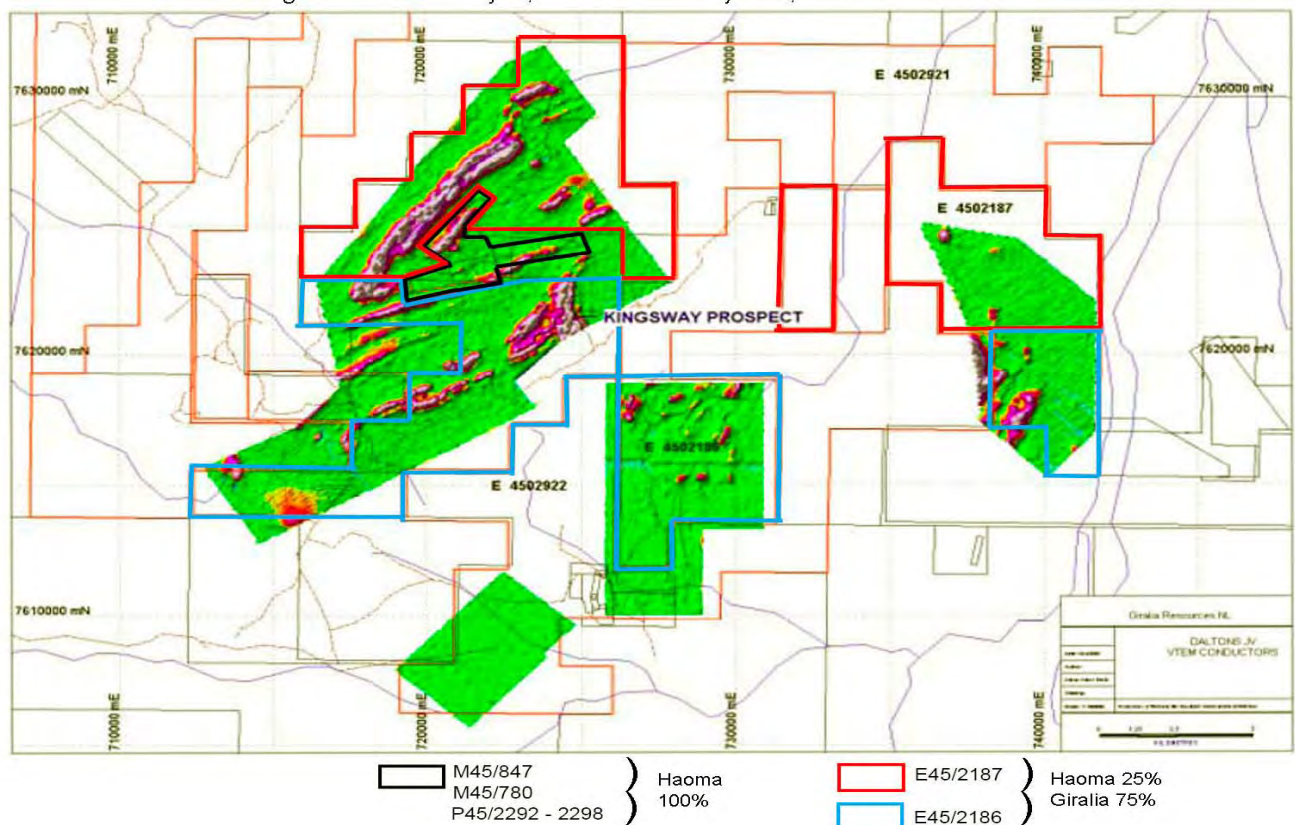 710000 mE
720000 mE
730000 mE
740000 mE
E 4502921
7630000 mN
7630000 mN
E 4502187
KINGSWAY PROSPECT
7620000 mN
7620000 mN
E 4502186
E 4502922
7610000 mN
Giralia Resources NL
DALTONS JV
VTEM CONDUCTORS
710000 mE
720000 mE
730000 mE
740000 mE
KILOMETRES
M45/847
M45/780
P45/2292 - 2298
Haoma
100%
E45/2187
E45/2186
Haoma 25%
Giralia 75%